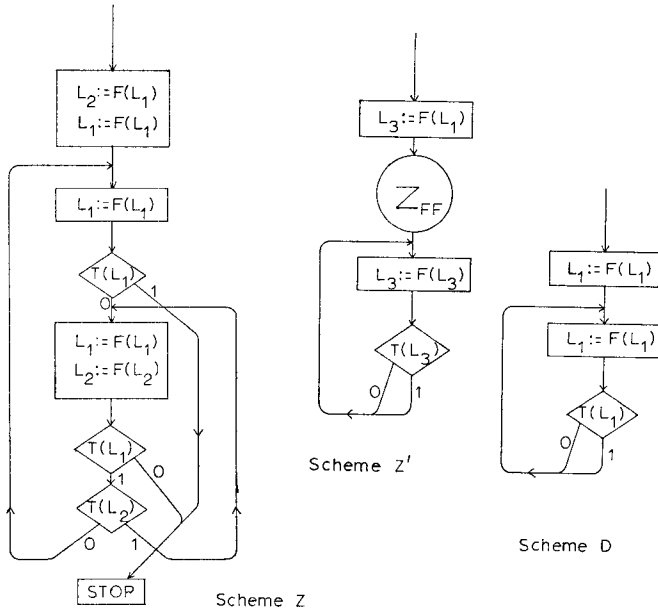 L2:=F(L1)
L1:=F(L1)
L1:=F(L1)
T(L1)
0
1
L1:=F(L1)
L2:=F(L2)
T(L1)
0
1
T(L2)
0
1
STOP
Scheme Z
L3:=F(L1)
ZFF
L3:=F(L3)
T(L3)
0
1
Scheme Z'
L1:=F(L1)
L1:=F(L1)
T(L1)
0
1
Scheme D